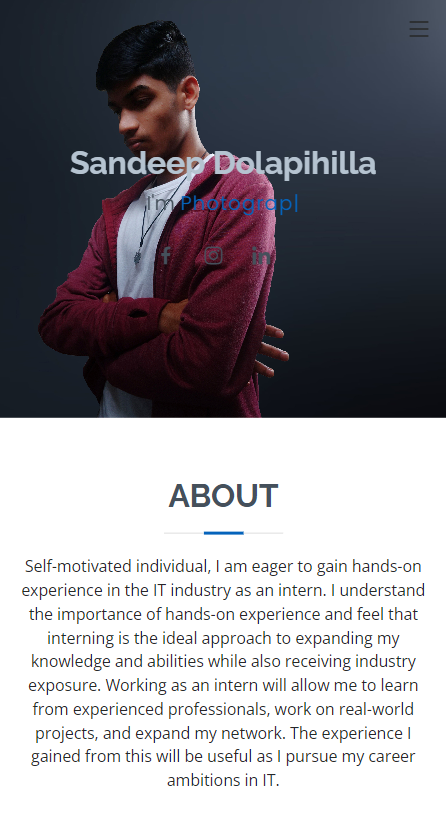 Sandeep Dolapihilla
I'm Photograpl
ABOUT
Self-motivated individual, I am eager to gain hands-on
experience in the IT industry as an intern. I understand
the importance of hands-on experience and feel that
interning is the ideal approach to expanding my
knowledge and abilities while also receiving industry
exposure. Working as an intern will allow me to learn
from experienced professionals, work on real-world
projects, and expand my network. The experience I
gained from this will be useful as I pursue my career
ambitions in IT.